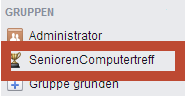 GRUPPEN
Administrator
SeniorenComputertreff
Gruppe gründen